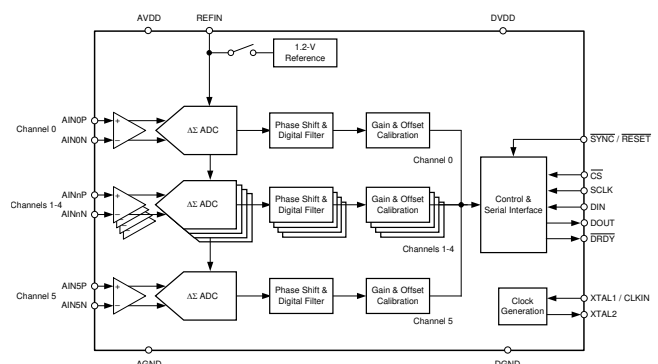 AVDD
REFIN
DVDD
1.2-V
Reference
AIN0P
AIN0N
Channel 0
+
−
ΔΣ ADC
Phase Shift &
Digital Filter
Gain & Offset
Calibration
Channel 0
SYNC / RESET
CS
SCLK
DIN
DOUT
DRDY
Control &
Serial Interface
AINnP
AINnN
Channels 1-4
+
−
ΔΣ ADC
Phase Shift &
Digital Filter
Gain & Offset
Calibration
Channels 1-4
AIN5P
AIN5N
Channel 5
+
−
ΔΣ ADC
Phase Shift &
Digital Filter
Gain & Offset
Calibration
Channel 5
Clock
Generation
XTAL1 / CLKIN
XTAL2
AGND
DGND